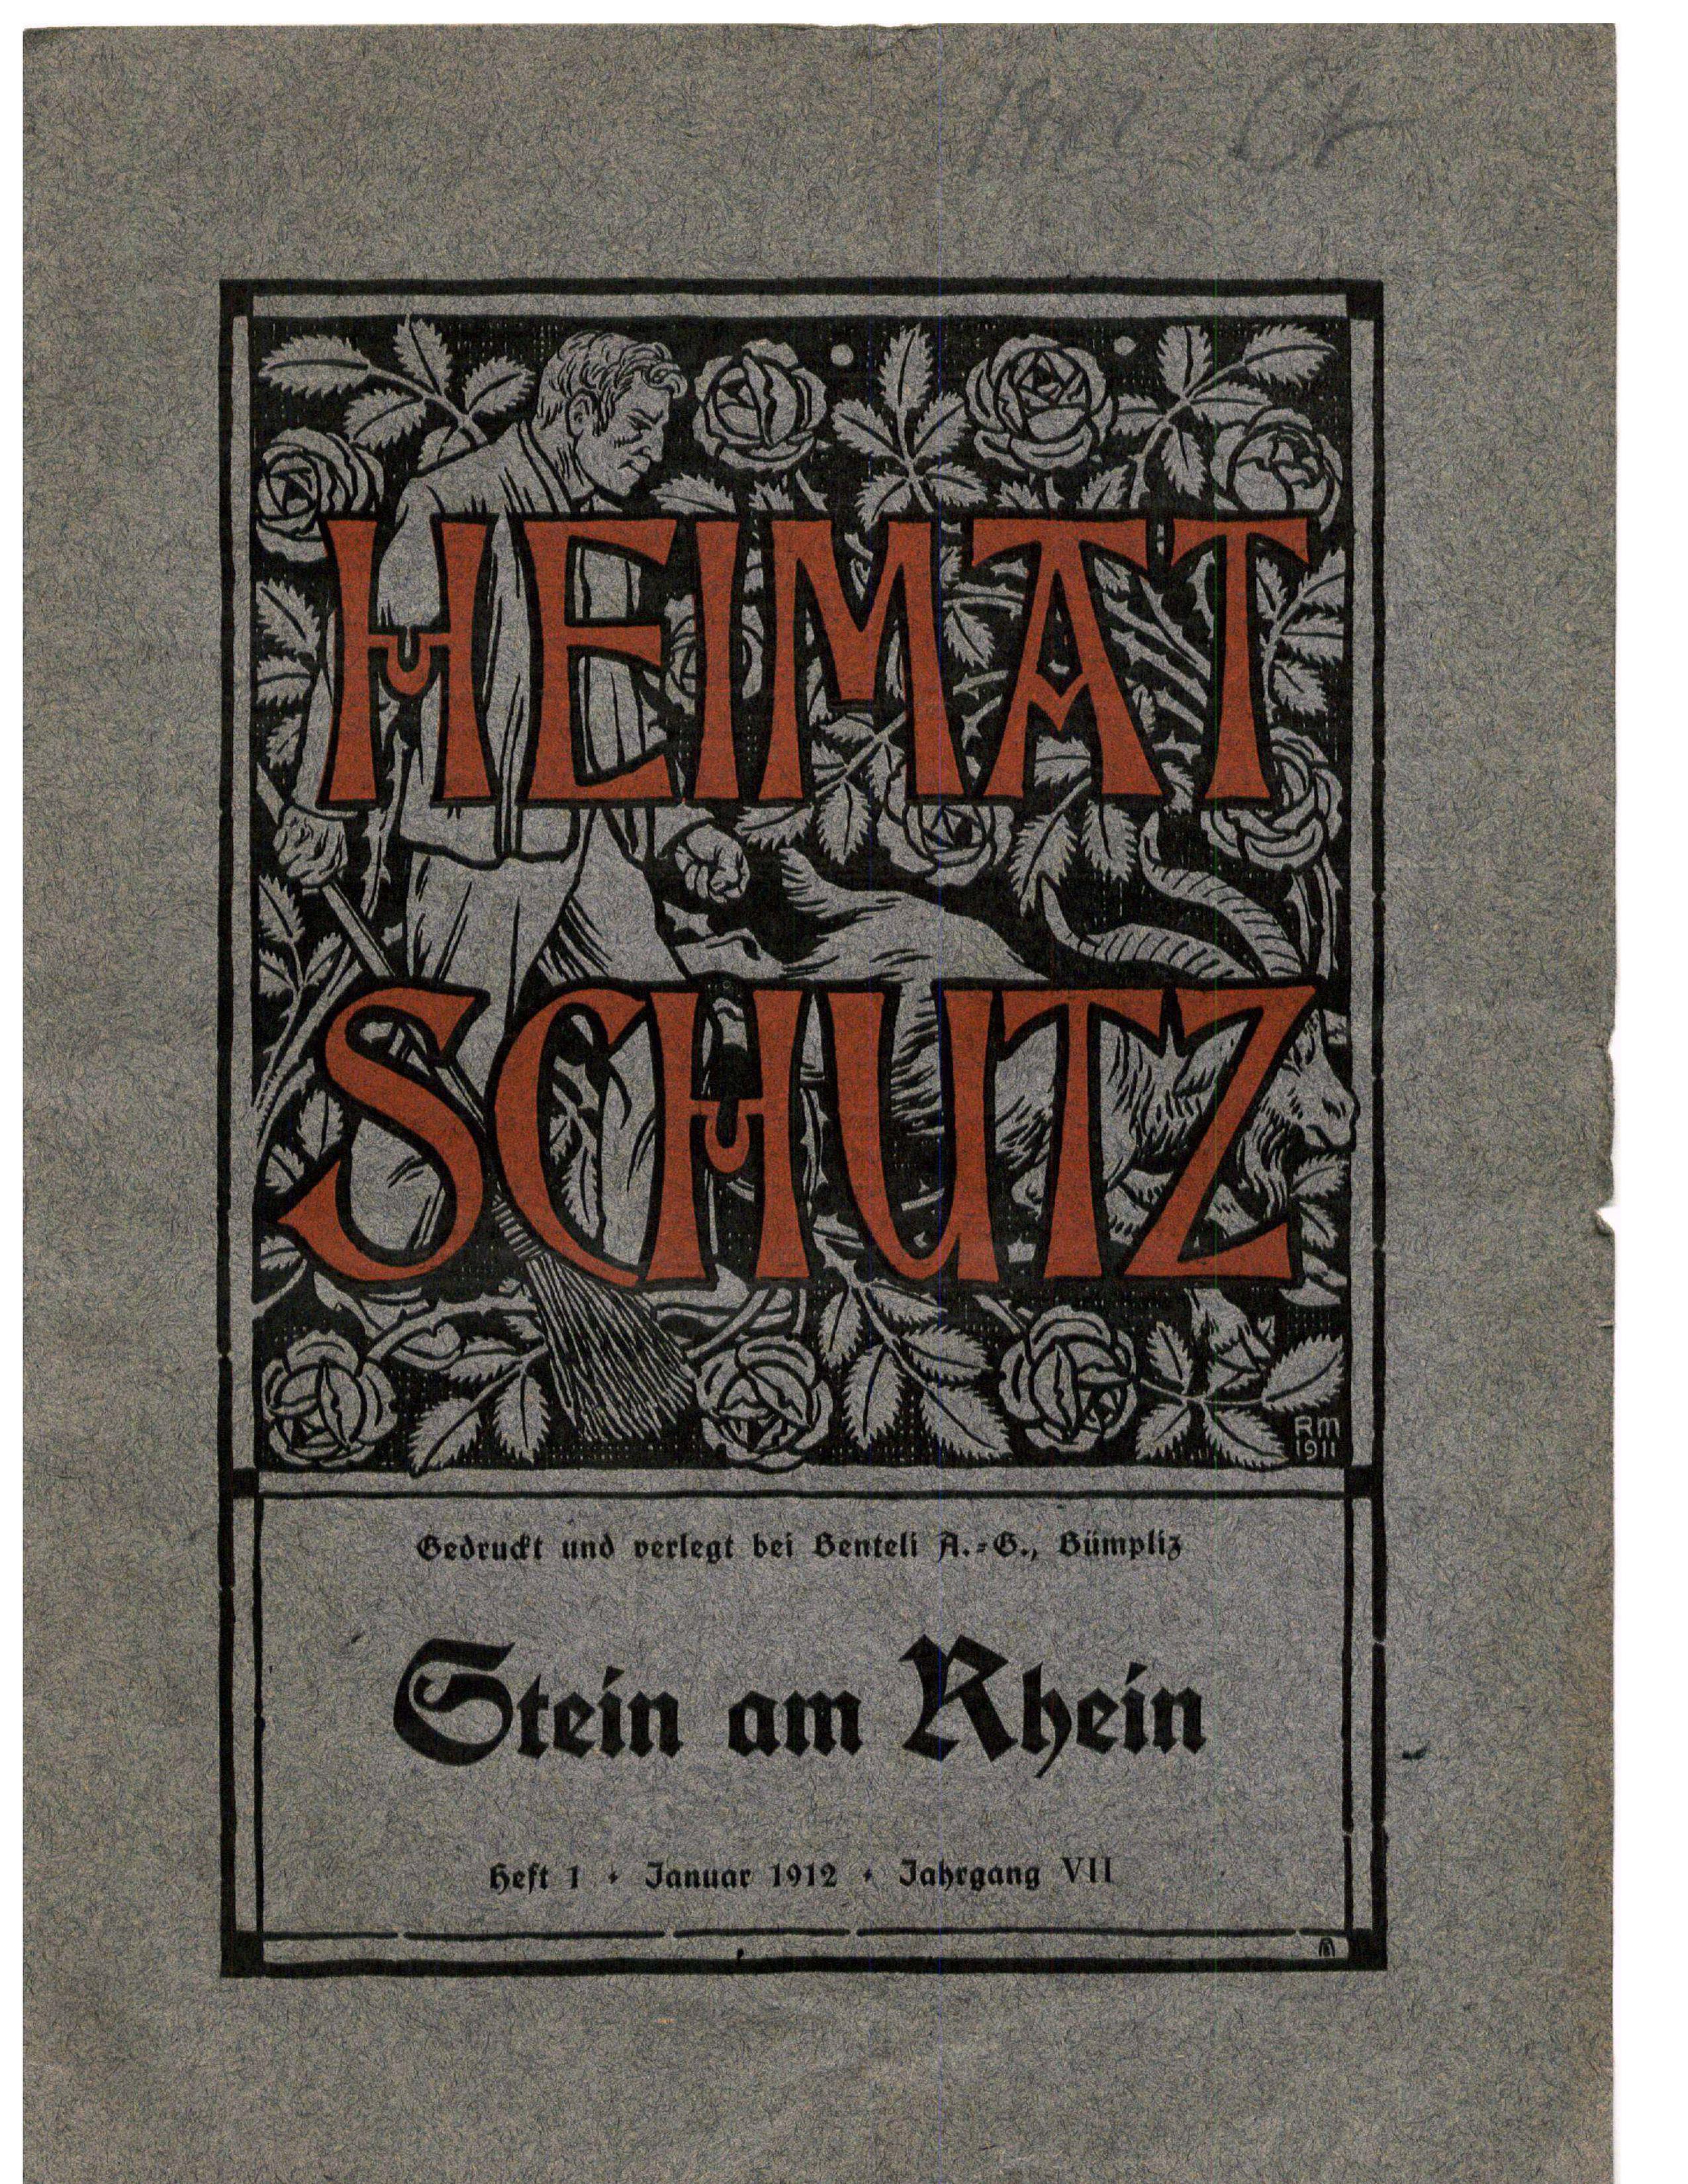 HEIMAT
SCHUTZ
RM
1911
Gedruckt und verlegt bei Benteli A.-G., Bümpliz
Stein am Rhein
Heft 1 • Januar 1912 • Jahrgang VII